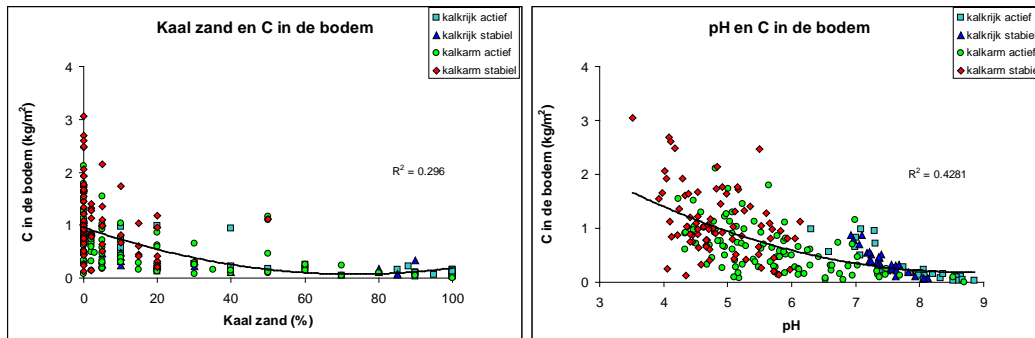 Kaal zand en C in de bodem
kalkrijk actief
kalkrijk stabiel
kalkarm actief
kalkarm stabiel
C in de bodem (kg/m²)
4
3
2
1
0
R² = 0.296
0
20
40
60
80
100
Kaal zand (%)
pH en C in de bodem
kalkrijk actief
kalkrijk stabiel
kalkarm actief
kalkarm stabiel
C in de bodem (kg/m²)
4
3
2
1
0
R² = 0.4281
3
4
5
6
7
8
9
pH